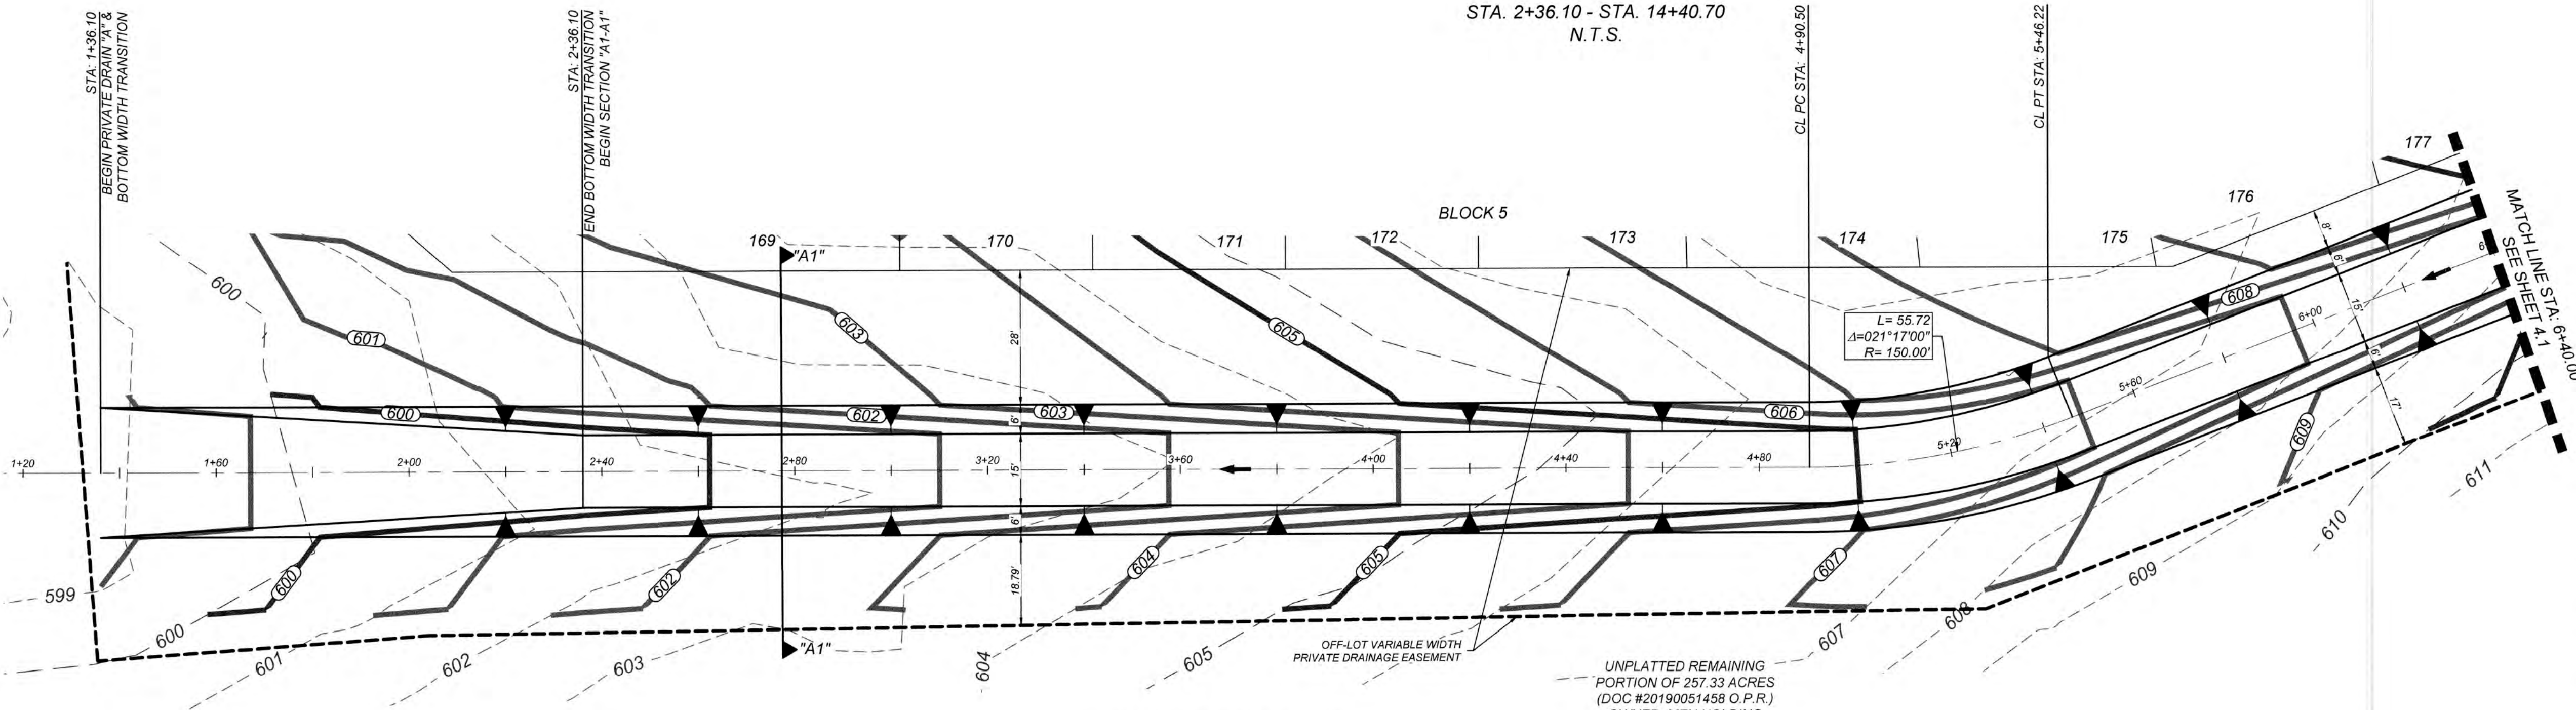 STA. 2+36.10 - STA. 14+40.70
N.T.S.
STA: 1+36.10
BEGIN PRIVATE DRAIN "A" &
BOTTOM WIDTH TRANSITION
STA: 2+36.10
END BOTTOM WIDTH TRANSITION
BEGIN SECTION "A1-A1"
CL PC STA: 4+90.50
CL PT STA: 5+46.22
BLOCK 5
169
170
171
172
173
174
175
176
177
"A1"
600
601
603
605
28'
L= 55.72
Δ=021°17'00"
R= 150.00'
608
8'
6'
15'
6'
17'
MATCH LINE STA: 6+40.00
SEE SHEET 4.1
600
602
603
606
6'
15'
6'
18.79'
1+20
1+60
2+00
2+40
2+80
3+20
3+60
4+00
4+40
4+80
5+20
5+60
6+00
599
600
602
604
605
607
609
600
601
602
603
604
605
607
608
609
610
611
"A1"
OFF-LOT VARIABLE WIDTH
PRIVATE DRAINAGE EASEMENT
UNPLATTED REMAINING
PORTION OF 257.33 ACRES
(DOC #20190051458 O.P.R.)